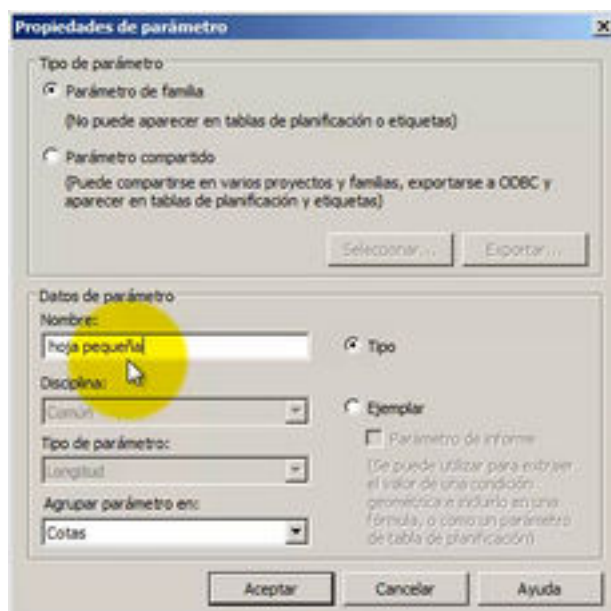 Propiedades de parámetro
Tipo de parámetro
Parámetro de familia
(No puede aparecer en tablas de planificación o etiquetas)
Parámetro compartido
(Puede compartirse en varios proyectos y familias, exportarse a ODBC y
aparecer en tablas de planificación y etiquetas)
Seleccionar... Exportar...
Datos de parámetro
Nombre:
hoja pequeña Tipo
Disciplina:
Común Ejemplar
Parámetro de informe
Tipo de parámetro:
Longitud
(Se puede utilizar para extraer
el valor de una condición
geométrica e incluirlo en una
fórmula, o como un parámetro
de tabla de planificación)
Agrupar parámetro en:
Cotas
Aceptar Cancelar Ayuda